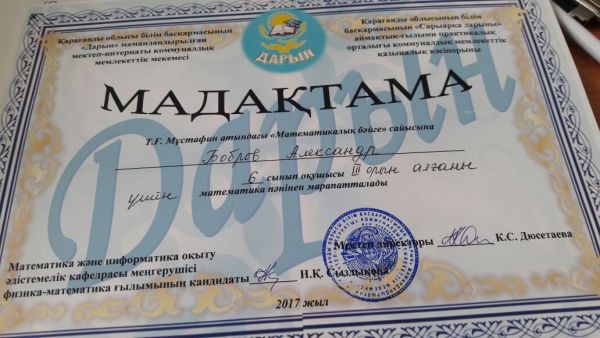 Қарағанды облысы білім басқармасының
«Дарын» мамандандырылған
мектеп-интернаты коммуналдық
мемлекеттік мекемесі
ДАРЫН
Қарағанды облысының білім
басқармасының «Сарыарқа дарыны»
аймақтық-ғылыми практикалық
орталығы коммуналдық мемлекеттік
қазыналық кәсіпорыны
МАДАҚТАМА
Т.Ғ. Мұстафин атындағы «Математикалық бәйге» сайысына
Бобров Александр
6 сынып оқушысы III орын алғаны
үшін математика пәнінен марапатталады
Мектеп директоры К.С. Дюсетаева
Математика және информатика оқыту
әдістемелік кафедрасы меңгерушісі
физика-математика ғылымының кандидаты Н.Қ. Сыздықова
2017 жыл
Дарын